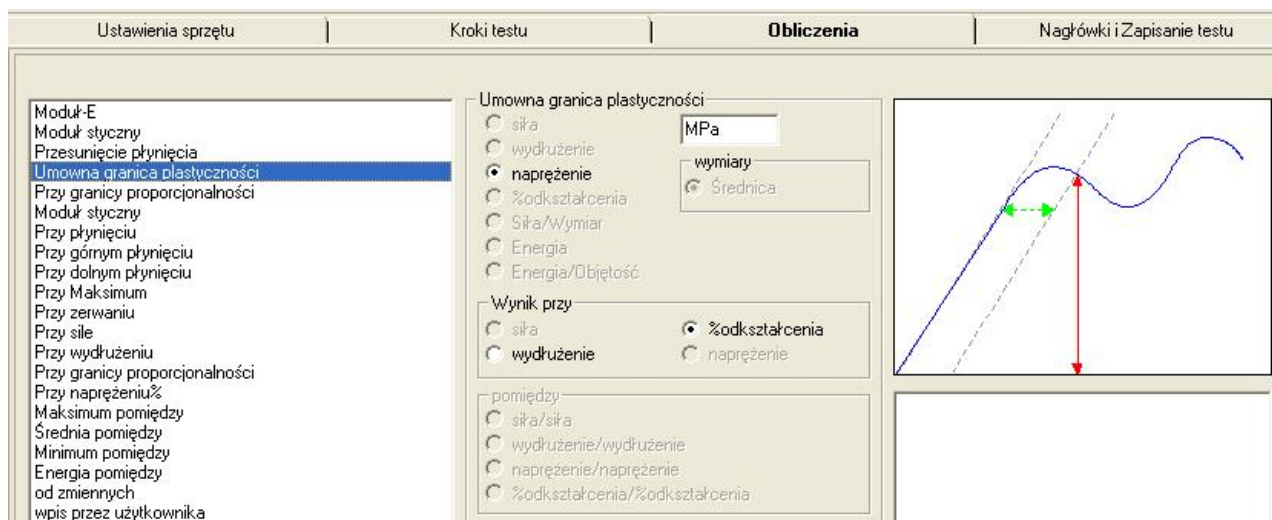 Ustawienia sprzętu
Kroki testu
Obliczenia
Nagłówki i Zapisanie testu
Moduł-E
Moduł styczny
Przesunięcie płynięcia
Umowna granica plastyczności
Przy granicy proporcjonalności
Moduł styczny
Przy płynięciu
Przy górnym płynięciu
Przy dolnym płynięciu
Przy Maksimum
Przy zerwaniu
Przy sile
Przy wydłużeniu
Przy granicy proporcjonalności
Przy naprężeniu%
Maksimum pomiędzy
Średnia pomiędzy
Minimum pomiędzy
Energia pomiędzy
od zmiennych
wpis przez użytkownika
Umowna granica plastyczności
siła
wydłużenie
naprężenie
%odkształcenia
Siła/Wymiar
Energia
Energia/Objętość
MPa
wymiary
Średnica
Wynik przy
siła
wydłużenie
%odkształcenia
naprężenie
pomiędzy
siła/siła
wydłużenie/wydłużenie
naprężenie/naprężenie
%odkształcenia/%odkształcenia